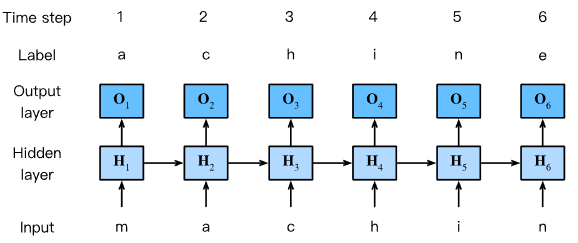 Time step 1 2 3 4 5 6
Label a c h i n e
Output layer O₁ O₂ O₃ O₄ O₅ O₆
Hidden layer H₁ H₂ H₃ H₄ H₅ H₆
Input m a c h i n